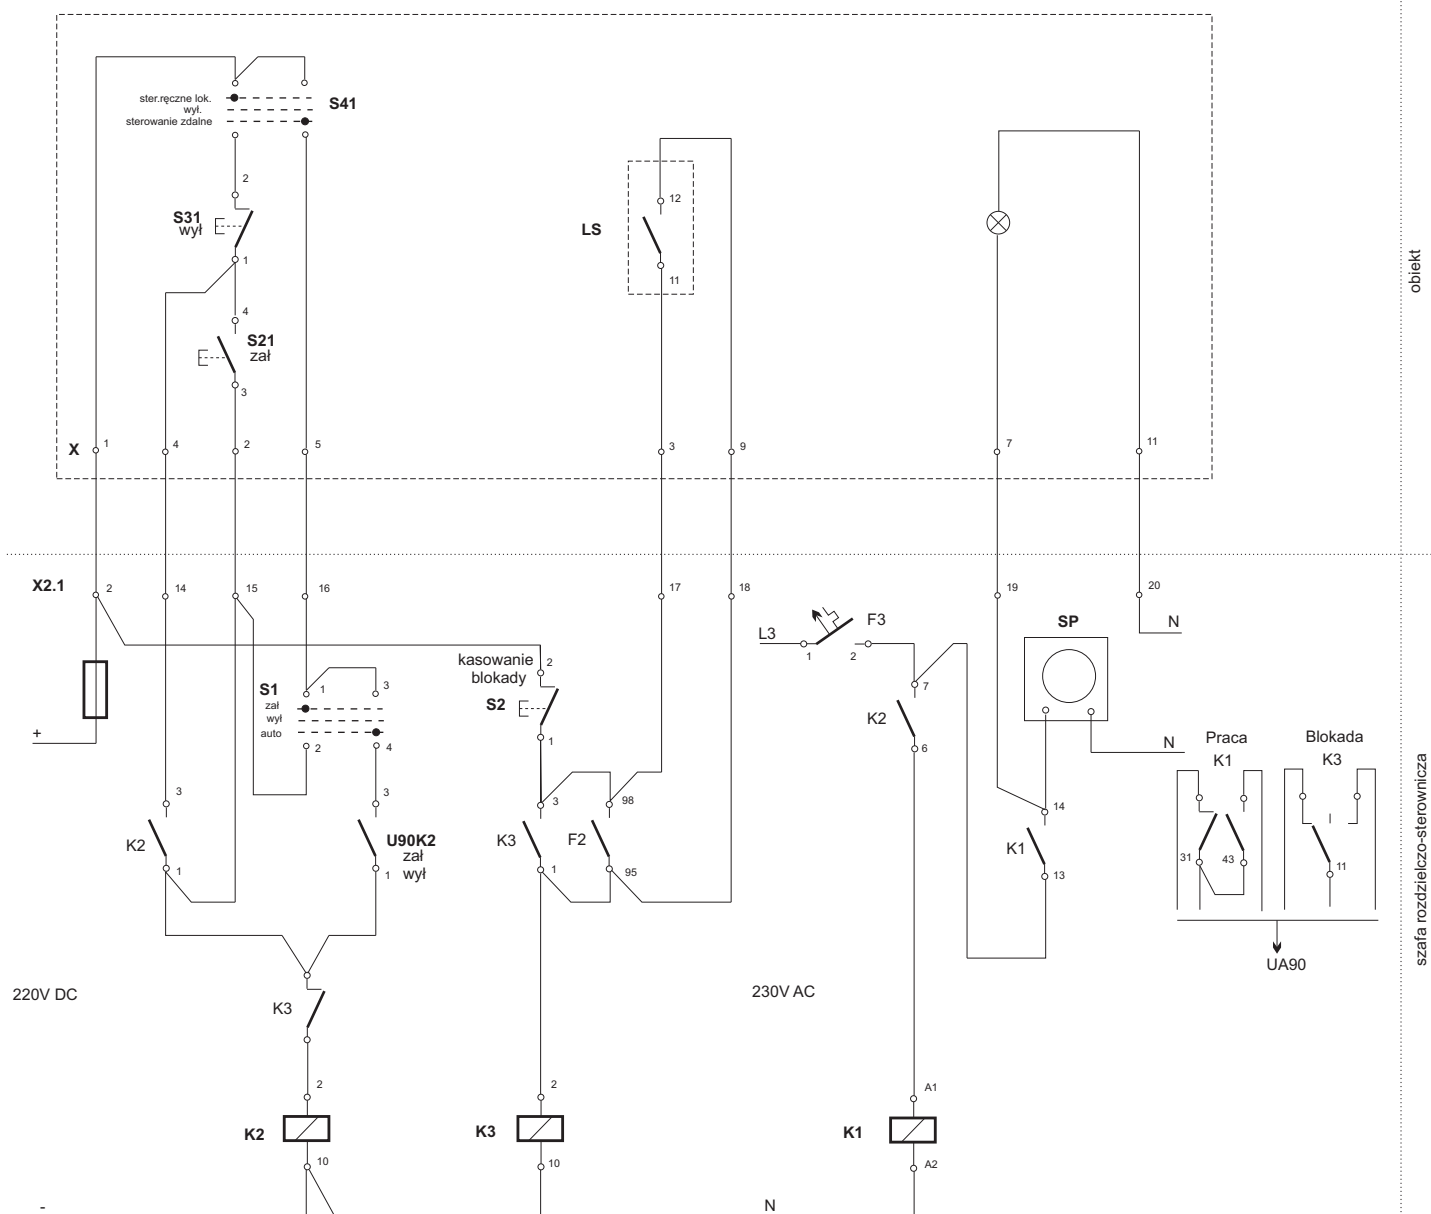 ster.ręczne lok.
wył.
sterowanie zdalne
S41
2
S31
wył
1
4
S21
zał
3
12
LS
11
obiekt
X
1
4
2
5
3
9
7
11
X2.1
2
14
15
16
17
18
19
20
N
L3
1
2
F3
SP
kasowanie
blokady
2
S2
1
S1
zał
wył
auto
1
3
2
4
+
7
K2
6
N
Praca
K1
Blokada
K3
31
43
11
UA90
szafa rozdzielczo-sterownicza
3
K2
1
3
U90K2
zał
wył
1
3
K3
1
98
F2
95
14
K1
13
220V DC
K3
230V AC
2
K2
10
2
K3
10
A1
K1
A2
-
N